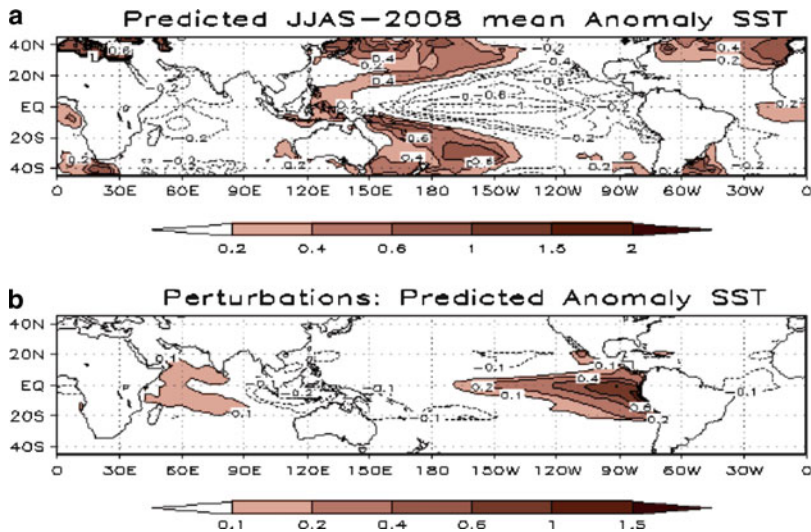 a
Predicted JJAS-2008 mean Anomaly SST
40N
20N
EQ
20S
40S
0 30E 60E 90E 120E 150E 180 150W 120W 90W 60W 30W 0
0.2 0.4 0.6 1 1.5 2
b
Perturbations: Predicted Anomaly SST
40N
20N
EQ
20S
40S
0 30E 60E 90E 120E 150E 180 150W 120W 90W 60W 30W 0
0.1 0.2 0.4 0.6 1 1.5